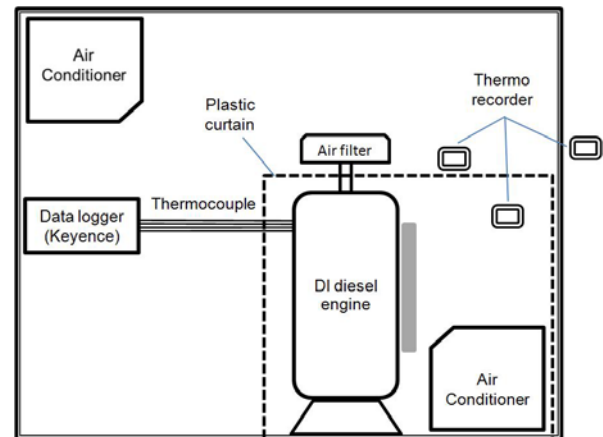 Air
Conditioner
Thermo
recorder
Plastic
curtain
Air filter
Thermocouple
Data logger
(Keyence)
DI diesel
engine
Air
Conditioner